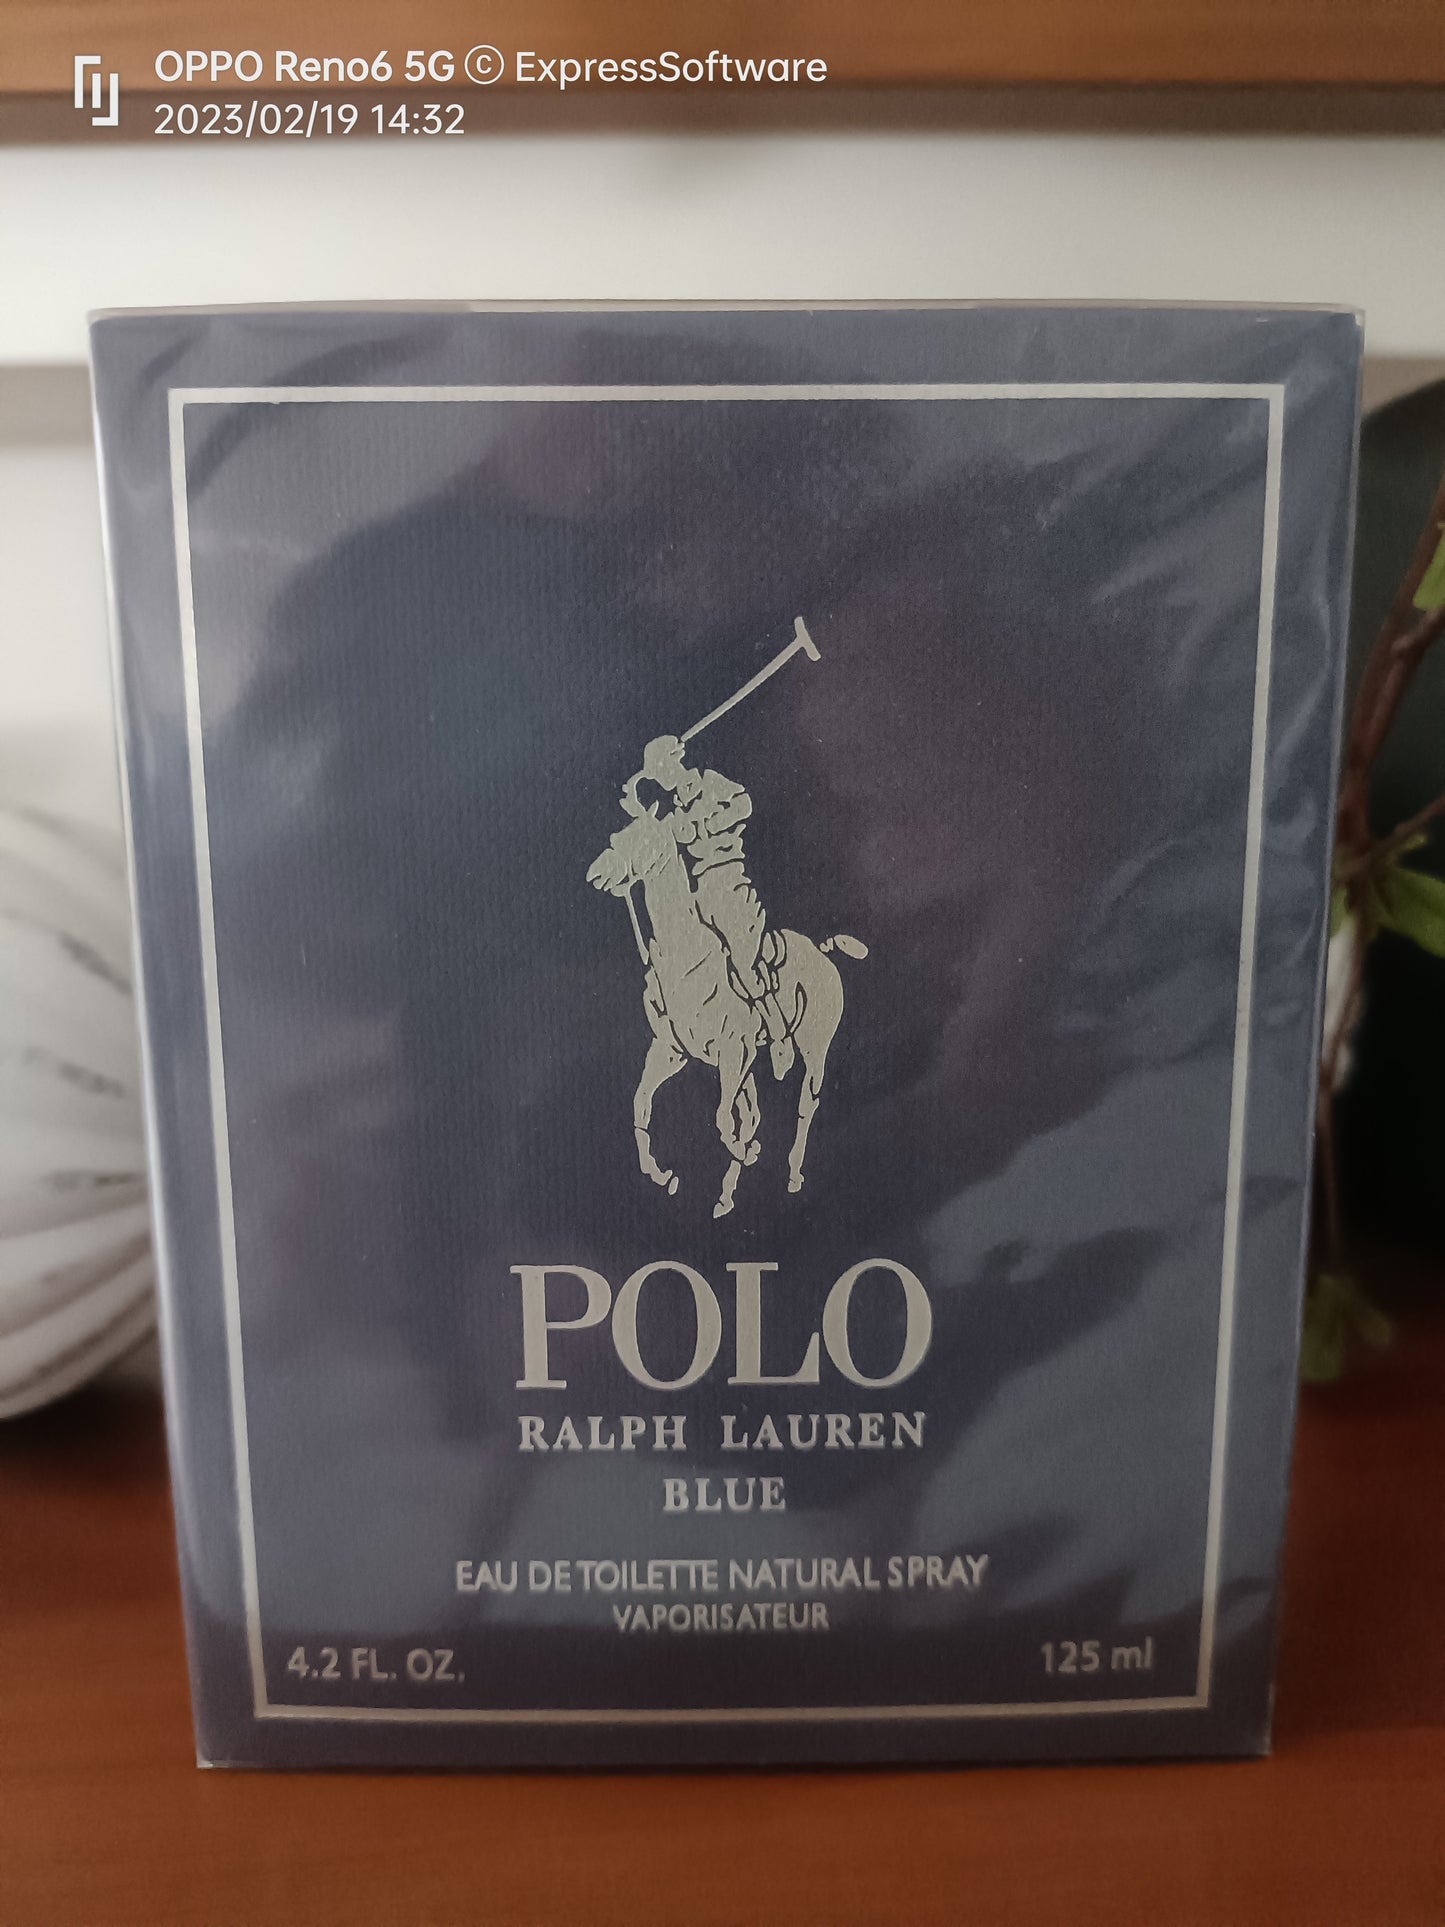 OPPO Reno6 5G © ExpressSoftware
2023/02/19 14:32
POLO
RALPH LAUREN
BLUE
EAU DE TOILETTE NATURAL SPRAY
VAPORISATEUR
4.2 FL. OZ. 125 ml